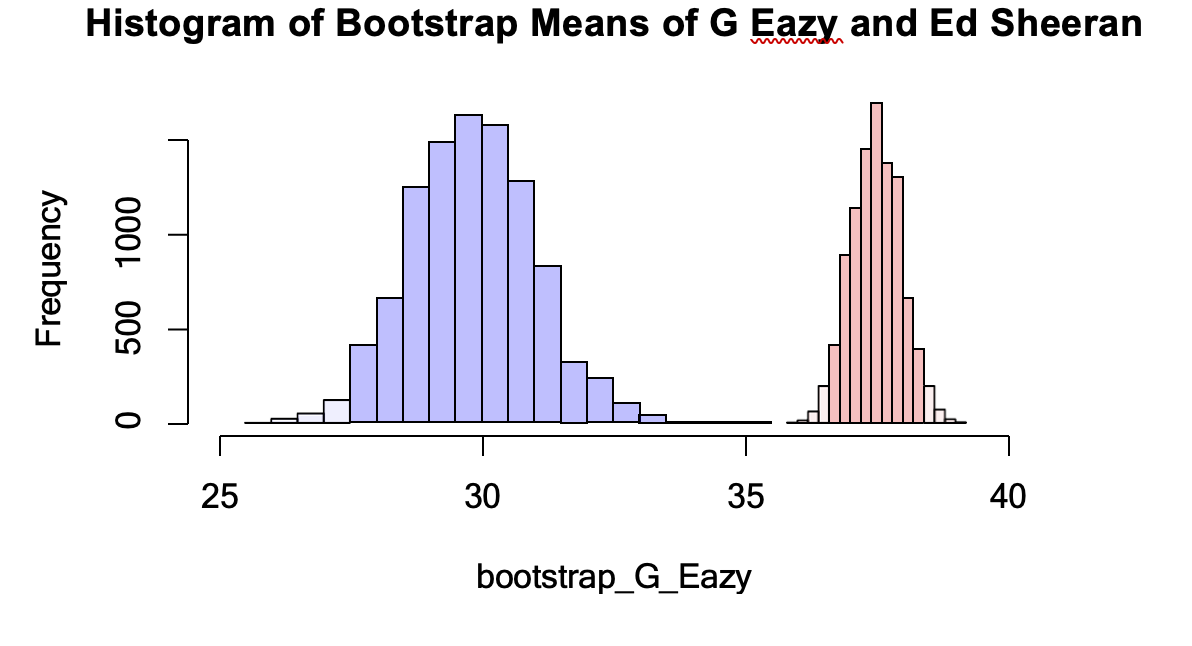 Histogram of Bootstrap Means of G Eazy and Ed Sheeran
Frequency
0
500
1000
25 30 35 40
bootstrap_G_Eazy